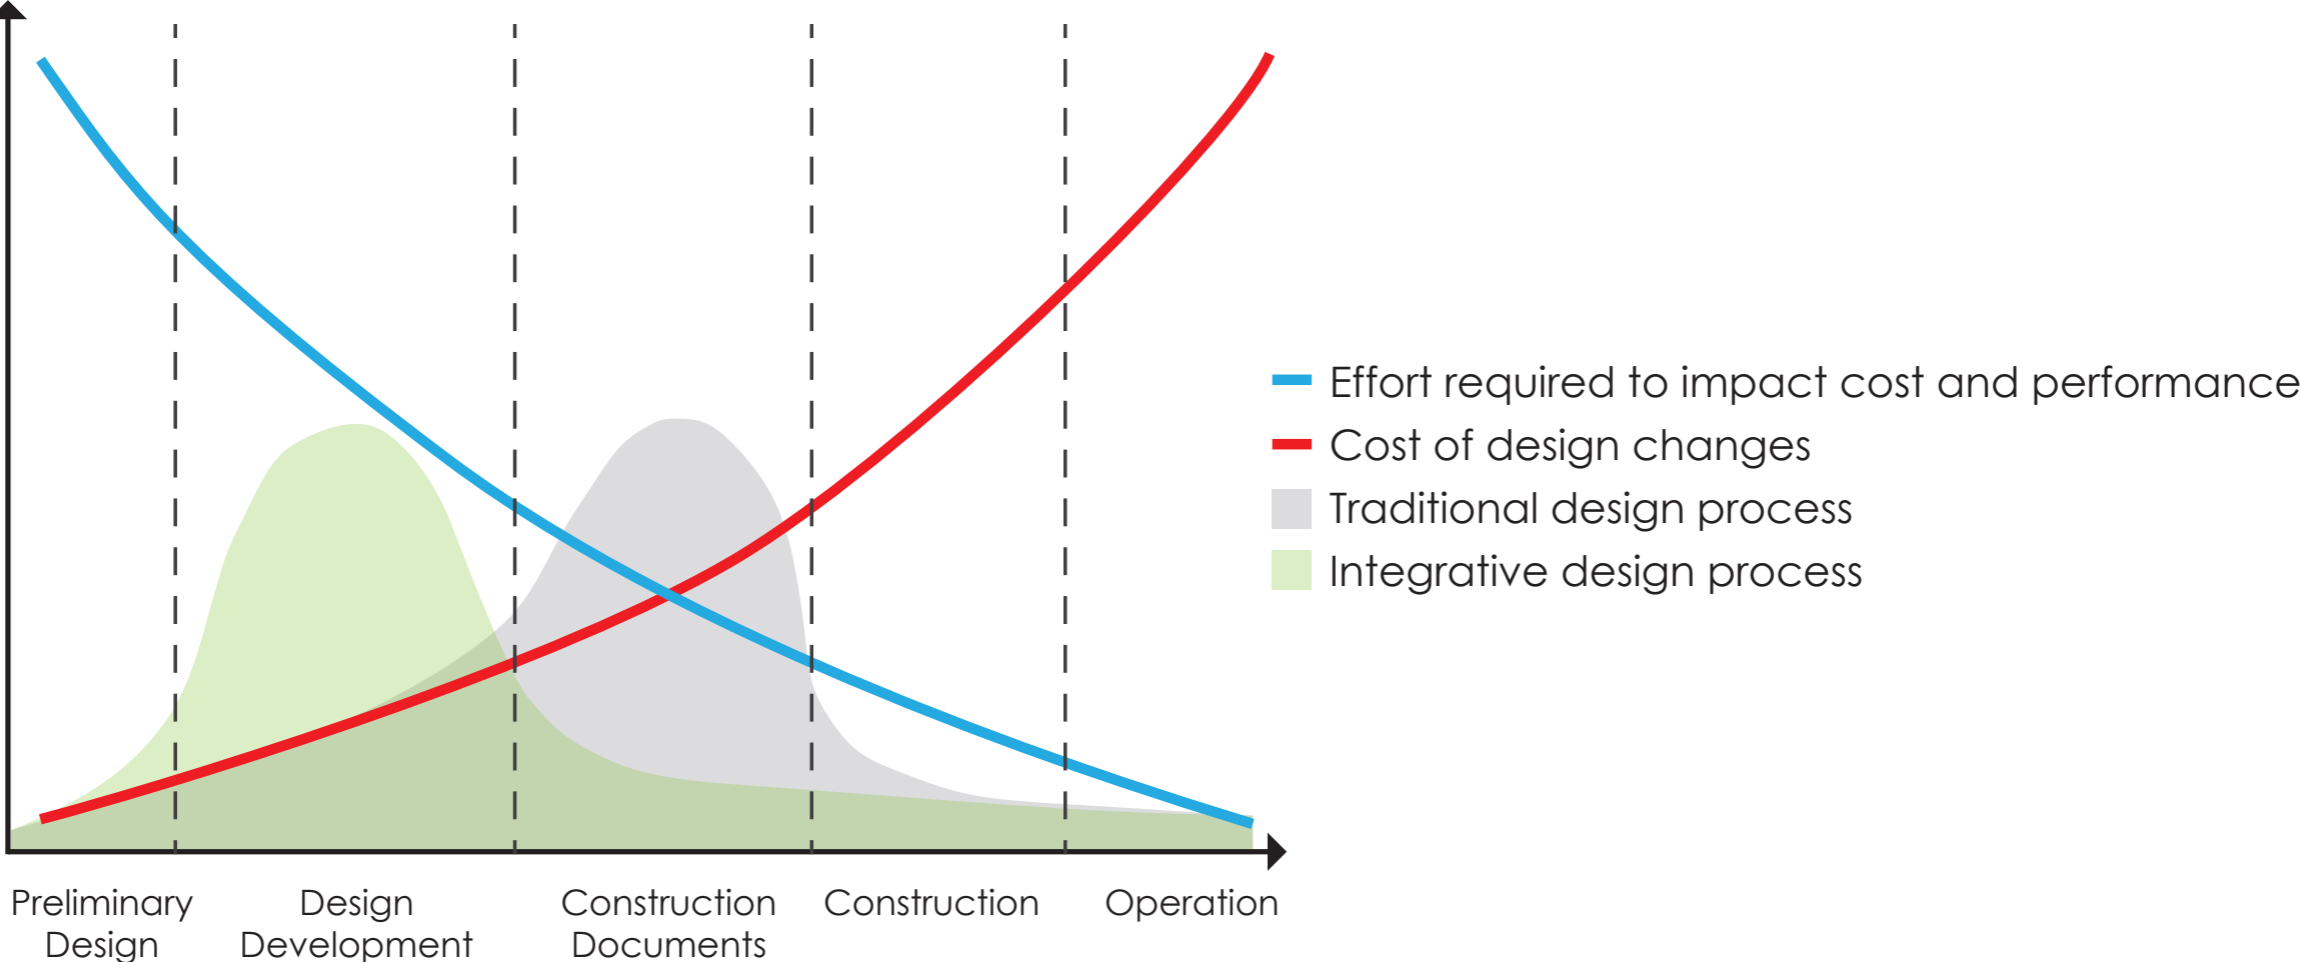 Effort required to impact cost and performance
Cost of design changes
Traditional design process
Integrative design process
Preliminary
Design
Design
Development
Construction
Documents
Construction
Operation